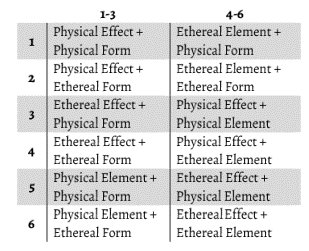 1-3 4-6
1 Physical Effect + Ethereal Element +
Physical Form Physical Form
2 Physical Effect + Ethereal Element +
Ethereal Form Ethereal Form
3 Ethereal Effect + Physical Effect +
Physical Form Physical Element
4 Ethereal Effect + Physical Effect +
Ethereal Form Ethereal Element
5 Physical Element + Ethereal Effect +
Physical Form Physical Element
6 Physical Element + Ethereal Effect +
Ethereal Form Ethereal Element